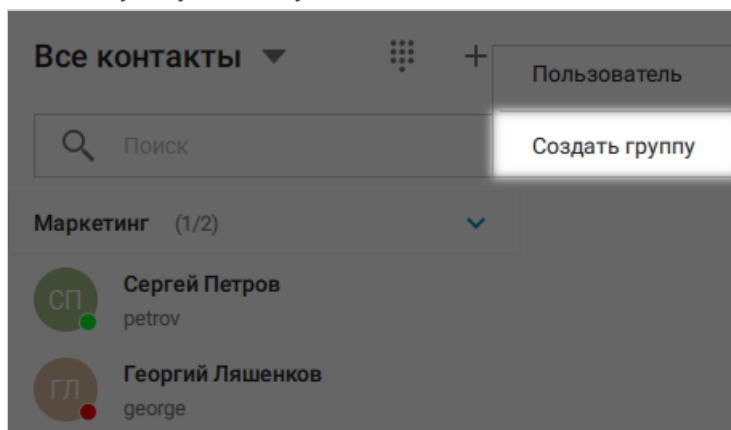 Все контакты
Пользователь
Создать группу
Поиск
Маркетинг (1/2)
СП
Сергей Петров
petrov
ГЛ
Георгий Ляшенков
george